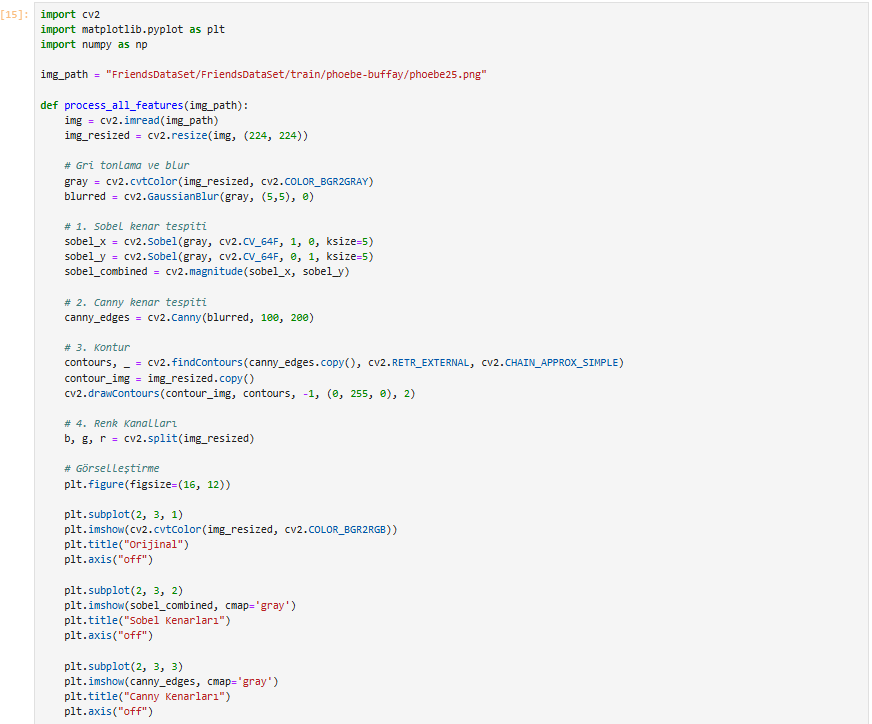 [15]:
import cv2
import matplotlib.pyplot as plt
import numpy as np
img_path = "FriendsDataSet/FriendsDataSet/train/phoebe-buffay/phoebe25.png"
def process_all_features(img_path):
    img = cv2.imread(img_path)
    img_resized = cv2.resize(img, (224, 224))
    # Gri tonlama ve blur
    gray = cv2.cvtColor(img_resized, cv2.COLOR_BGR2GRAY)
    blurred = cv2.GaussianBlur(gray, (5,5), 0)
    # 1. Sobel kenar tespiti
    sobel_x = cv2.Sobel(gray, cv2.CV_64F, 1, 0, ksize=5)
    sobel_y = cv2.Sobel(gray, cv2.CV_64F, 0, 1, ksize=5)
    sobel_combined = cv2.magnitude(sobel_x, sobel_y)
    # 2. Canny kenar tespiti
    canny_edges = cv2.Canny(blurred, 100, 200)
    # 3. Kontur
    contours, _ = cv2.findContours(canny_edges.copy(), cv2.RETR_EXTERNAL, cv2.CHAIN_APPROX_SIMPLE)
    contour_img = img_resized.copy()
    cv2.drawContours(contour_img, contours, -1, (0, 255, 0), 2)
    # 4. Renk Kanalları
    b, g, r = cv2.split(img_resized)
    # Görselleştirme
    plt.figure(figsize=(16, 12))
    plt.subplot(2, 3, 1)
    plt.imshow(cv2.cvtColor(img_resized, cv2.COLOR_BGR2RGB))
    plt.title("Orijinal")
    plt.axis("off")
    plt.subplot(2, 3, 2)
    plt.imshow(sobel_combined, cmap='gray')
    plt.title("Sobel Kenarları")
    plt.axis("off")
    plt.subplot(2, 3, 3)
    plt.imshow(canny_edges, cmap='gray')
    plt.title("Canny Kenarları")
    plt.axis("off")